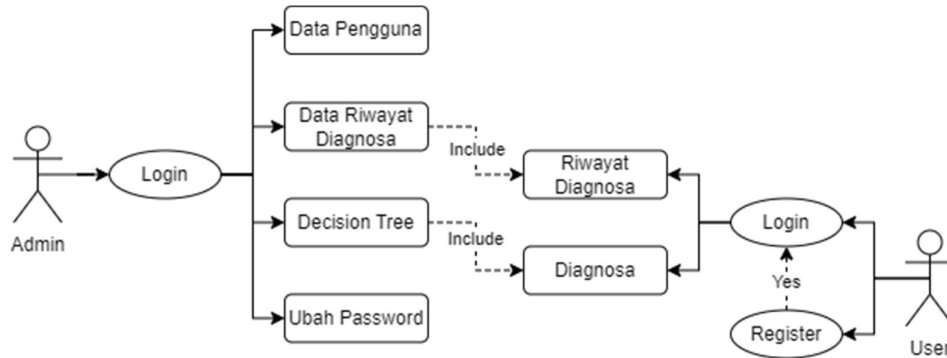 Data Pengguna
Data Riwayat
Diagnosa
Include
Riwayat
Diagnosa
Login
Admin
Decision Tree
Include
Diagnosa
Login
Yes
Ubah Password
Register
User